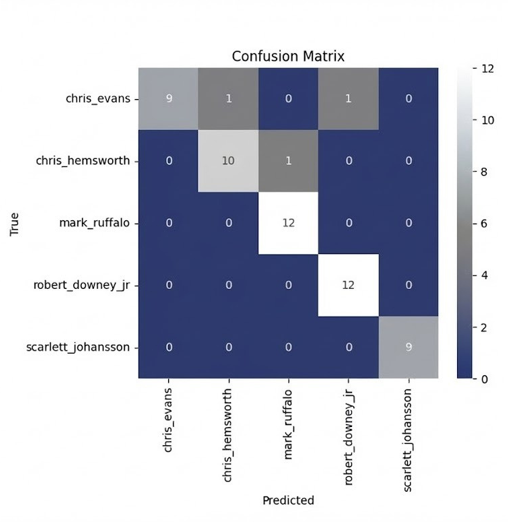 Confusion Matrix
chris_evans 9 1 0 1 0
chris_hemsworth 0 10 1 0 0
mark_ruffalo 0 0 12 0 0
robert_downey_jr 0 0 0 12 0
scarlett_johansson 0 0 0 0 9
True
chris_evans
chris_hemsworth
mark_ruffalo
robert_downey_jr
scarlett_johansson
Predicted
12
10
8
6
4
2
0